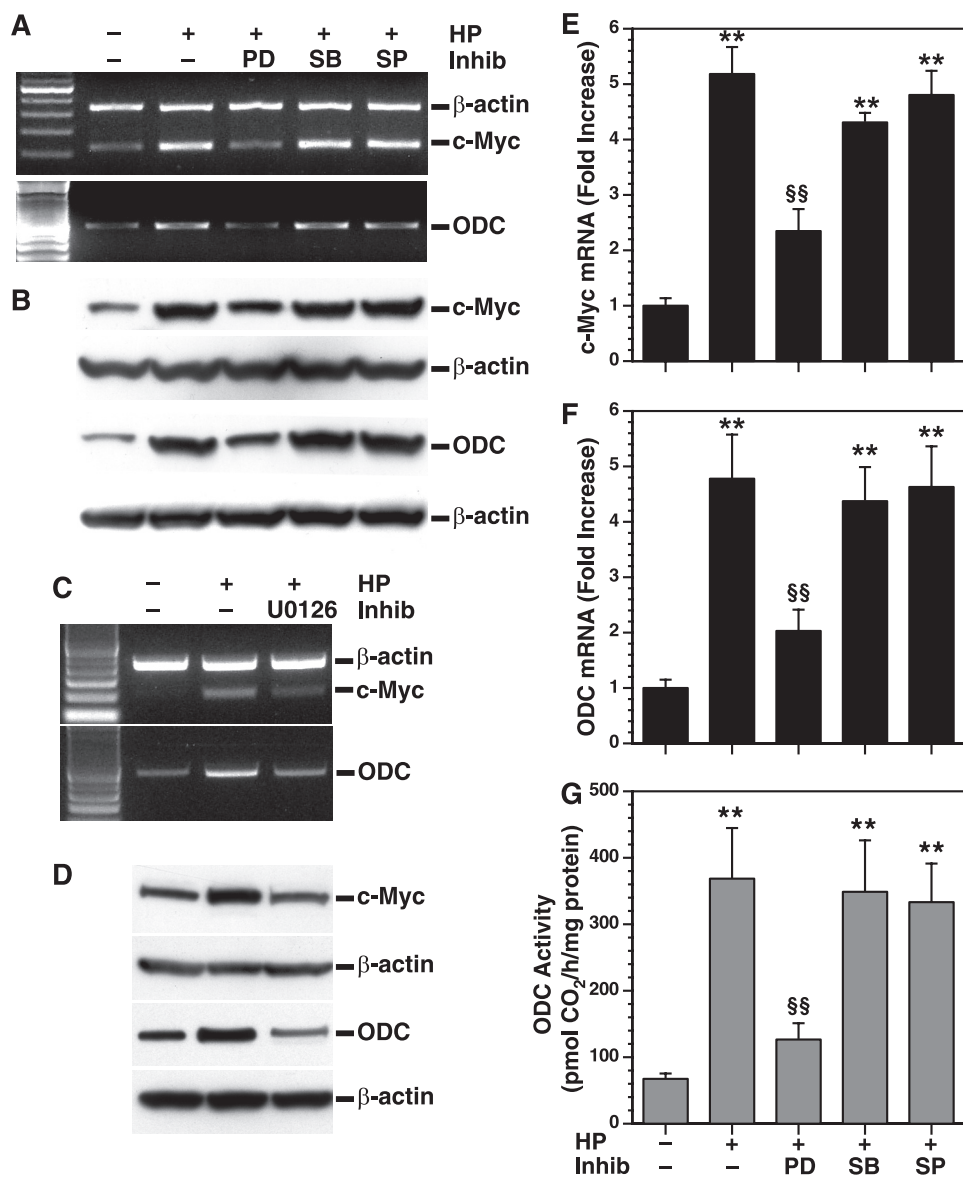 A
– + + + + HP
– – PD SB SP Inhib
β-actin
c-Myc
ODC
B
c-Myc
β-actin
ODC
β-actin
C
– + + HP
– – U0126 Inhib
β-actin
c-Myc
ODC
D
c-Myc
β-actin
ODC
β-actin
E
c-Myc mRNA (Fold Increase)
6
5
4
3
2
1
0
**
§§
**
**
F
ODC mRNA (Fold Increase)
6
5
4
3
2
1
0
**
§§
**
**
G
ODC Activity
(pmol CO2/h/mg protein)
500
400
300
200
100
0
**
§§
**
**
HP – + + + +
Inhib – – PD SB SP